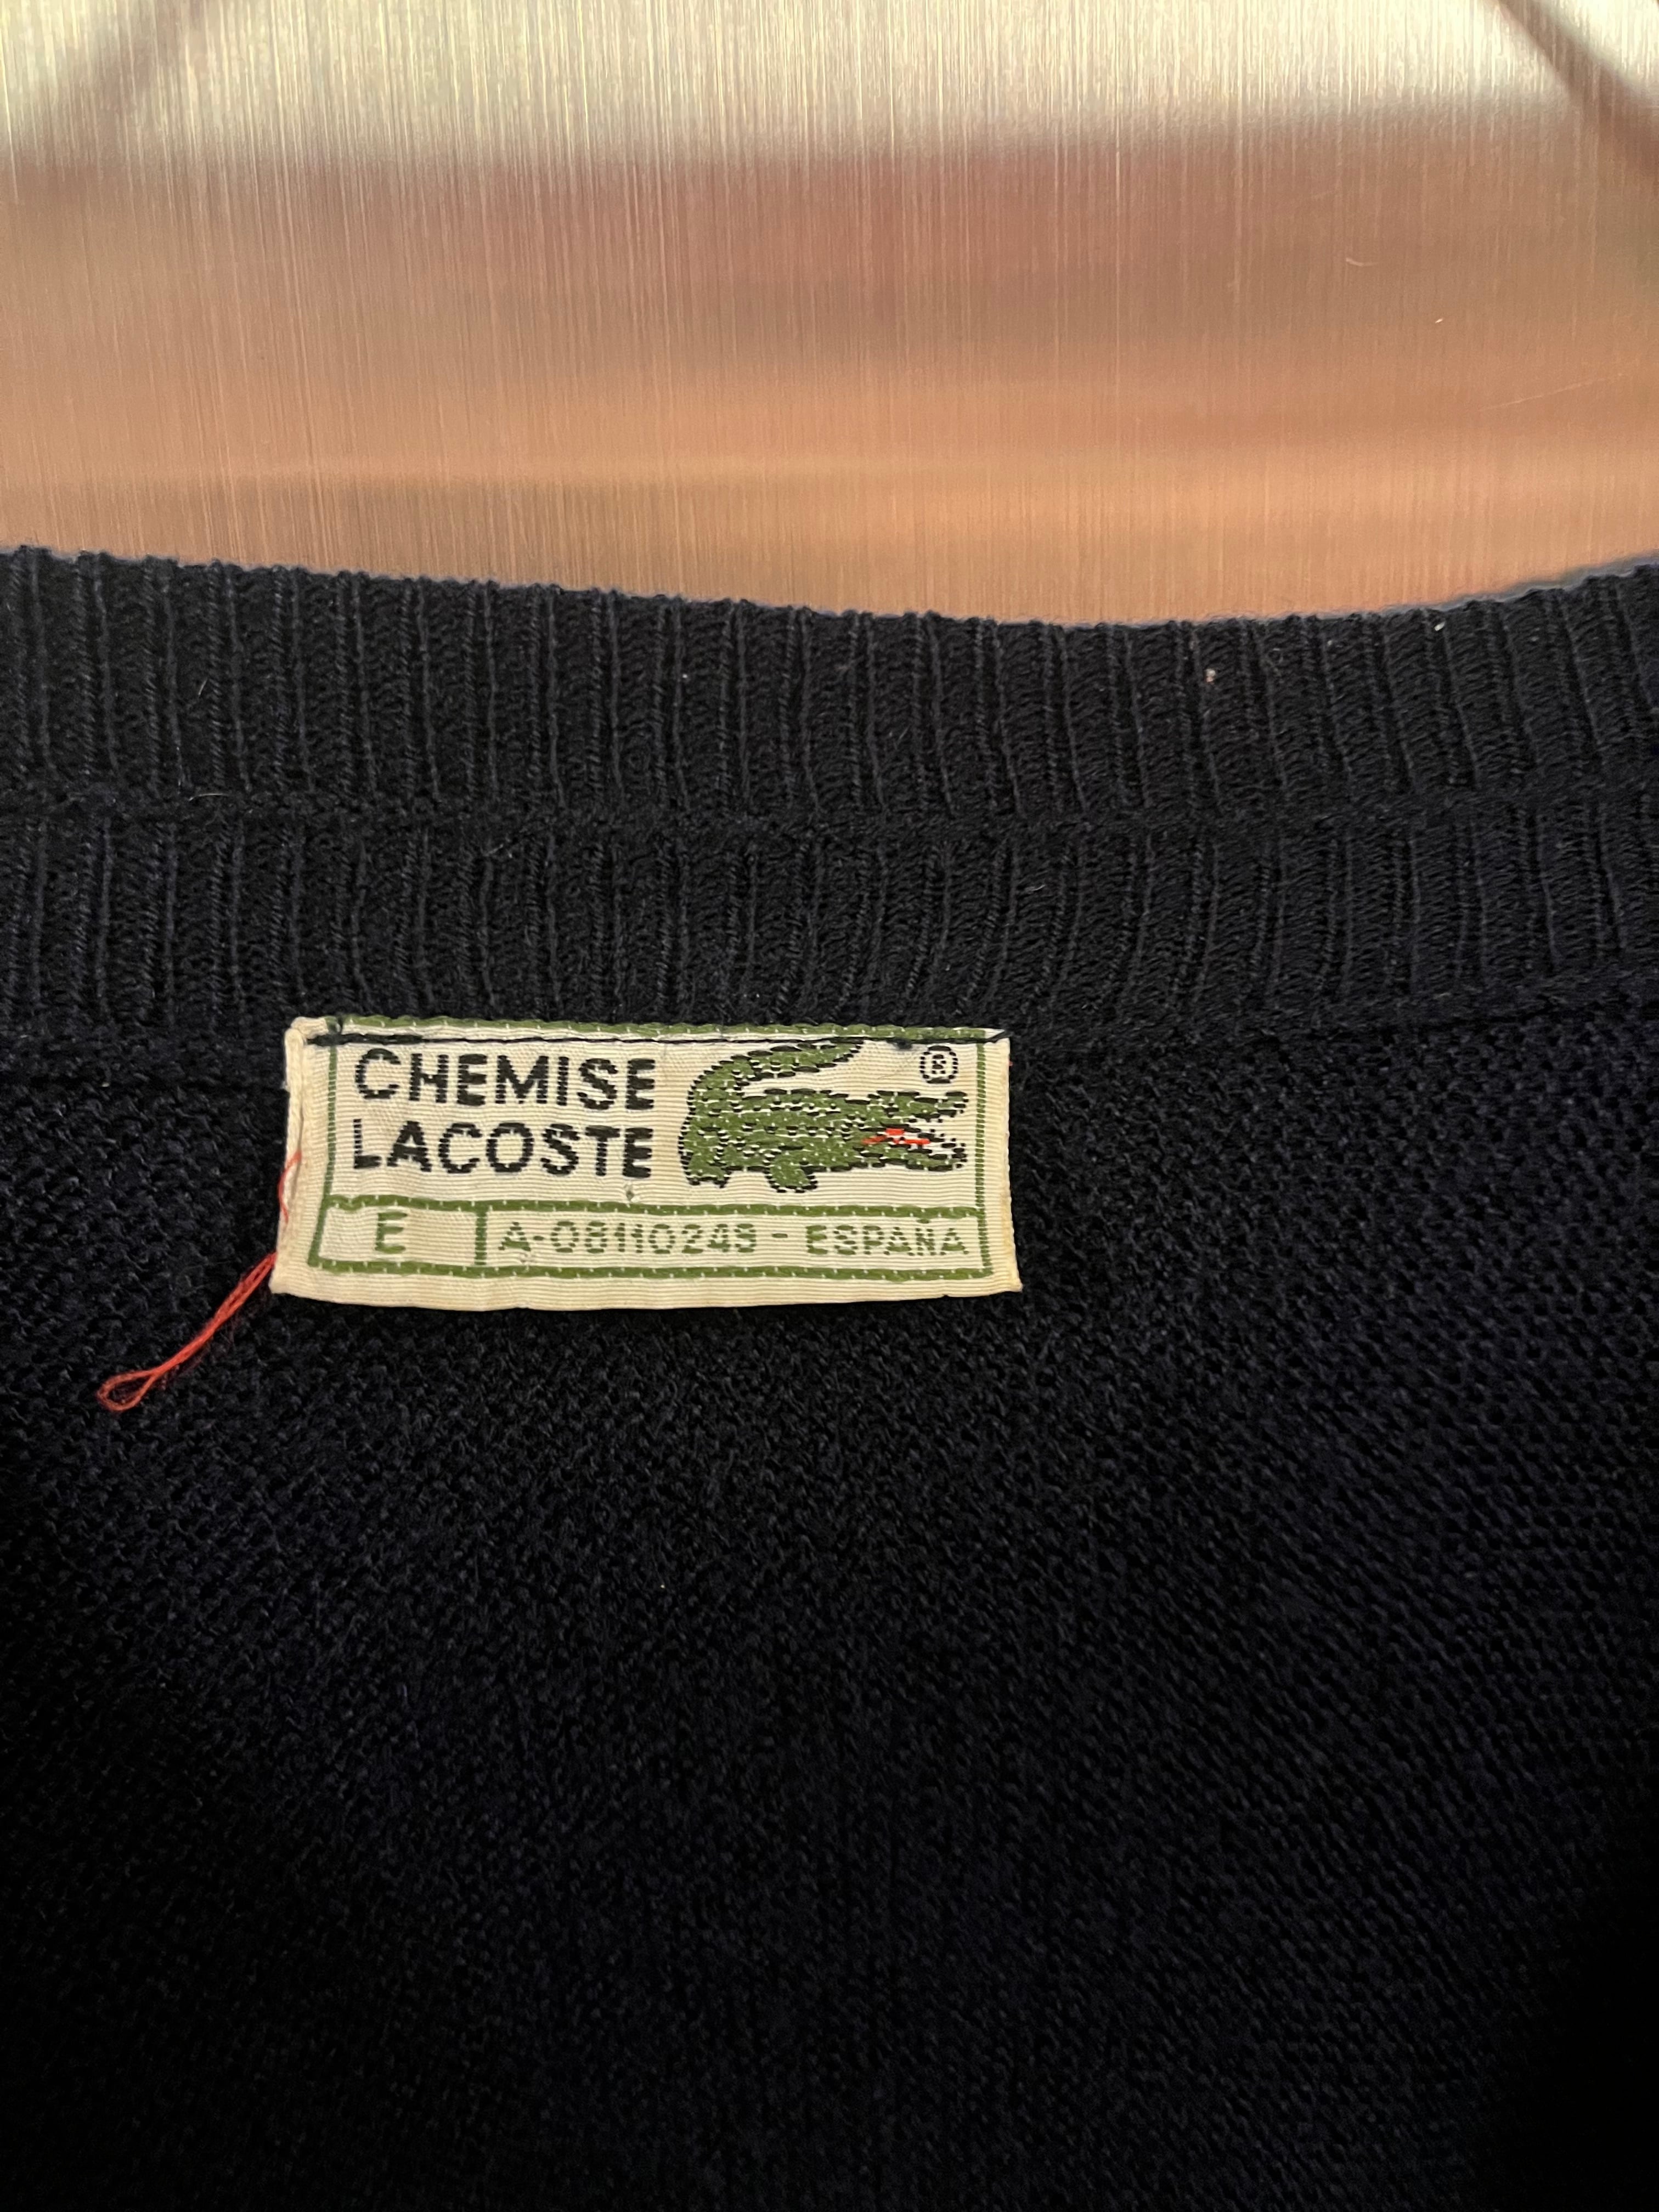 CHEMISE
LACOSTE
®
E
A-08110249 - ESPAÑA